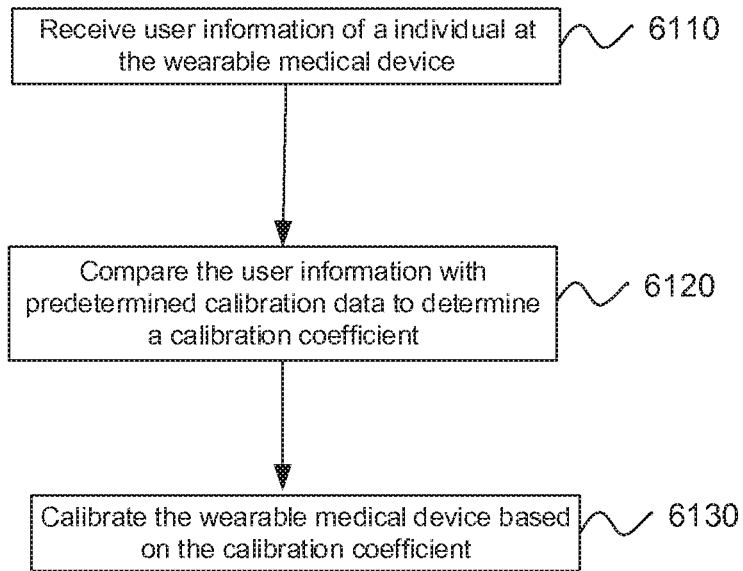 Receive user information of a individual at
the wearable medical device
6110
Compare the user information with
predetermined calibration data to determine
a calibration coefficient
6120
Calibrate the wearable medical device based
on the calibration coefficient
6130